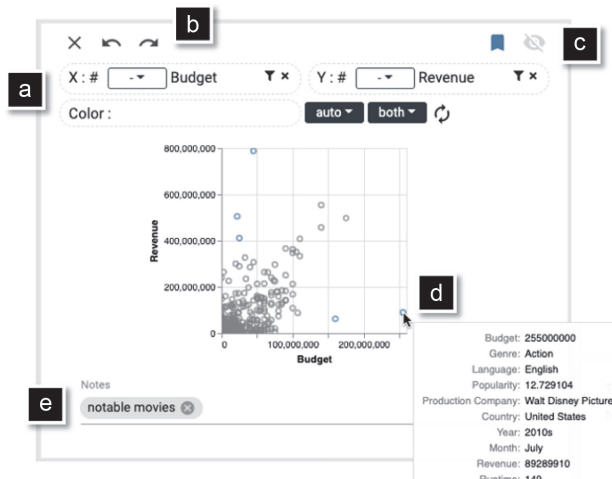 b
c
a
X : # - Budget ×
Y : # - Revenue ×
Color :
auto
both
800,000,000
600,000,000
400,000,000
200,000,000
0
Revenue
0 100,000,000 200,000,000
Budget
d
Budget: 255000000
Genre: Action
Language: English
Popularity: 12.729104
Production Company: Walt Disney Picture
Country: United States
Year: 2010s
Month: July
Revenue: 89289910
Runtime: 149
e
Notes
notable movies